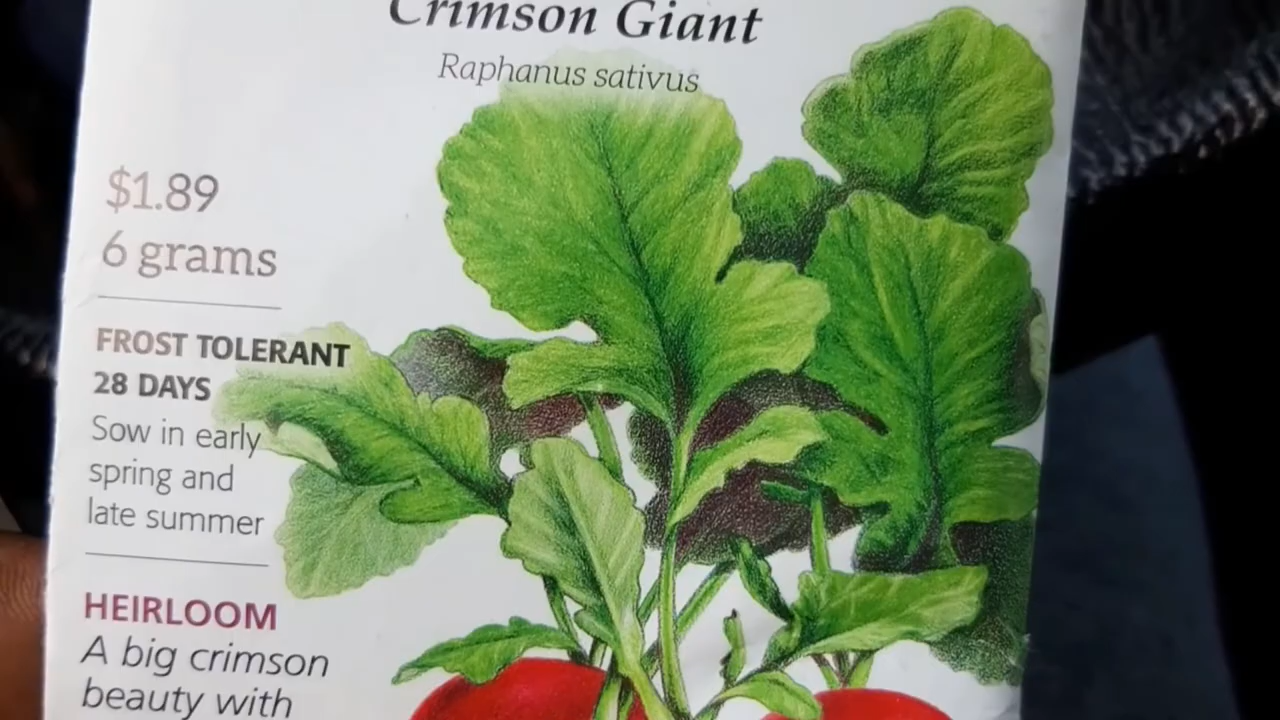 Crimson Giant
Raphanus sativus
$1.89
6 grams
FROST TOLERANT
28 DAYS
Sow in early
spring and
late summer
HEIRLOOM
A big crimson
beauty with